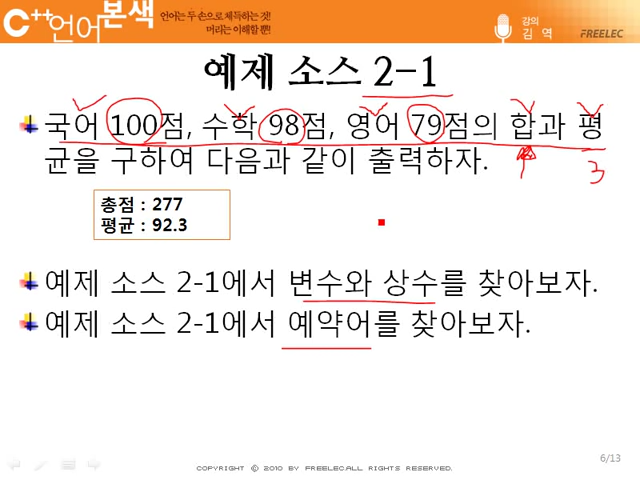 C++언어본색
언어는 두 손으로 체득하는 것!
머리는 이해할 뿐!
강의
김 역
FREELEC
예제 소스 2-1
국어 100점, 수학 98점, 영어 79점의 합과 평
균을 구하여 다음과 같이 출력하자.
3
총점 : 277
평균 : 92.3
예제 소스 2-1에서 변수와 상수를 찾아보자.
예제 소스 2-1에서 예약어를 찾아보자.
6/13
COPYRIGHT ⓒ 2010 BY FREELEC.ALL RIGHTS RESERVED.